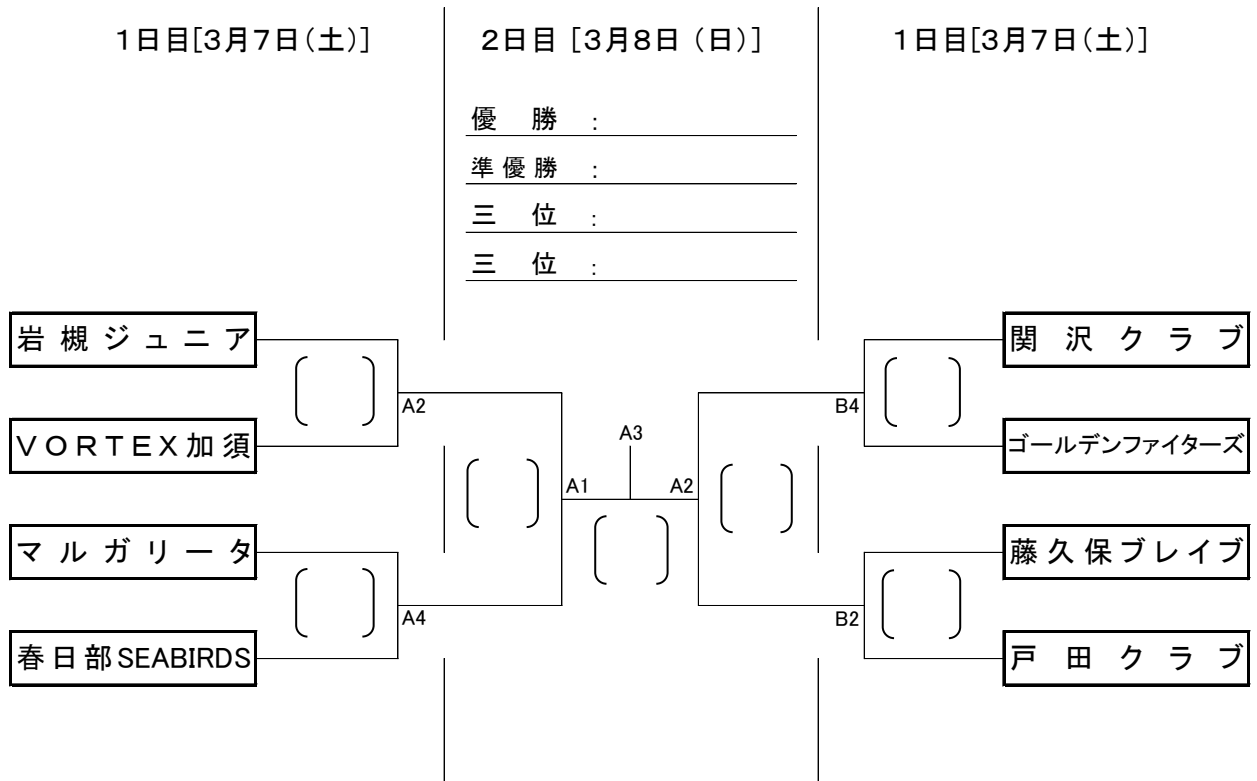 1日目[3月7日(土)]
2日目 [3月8日 (日)]
1日目[3月7日(土)]
優 勝 :
準優勝 :
三 位 :
三 位 :
岩槻ジュニア
関沢クラブ
A2
B4
VORTEX加須
A3
ゴールデンファイターズ
A1
A2
マルガリータ
藤久保ブレイブ
A4
B2
春日部SEABIRDS
戸田クラブ